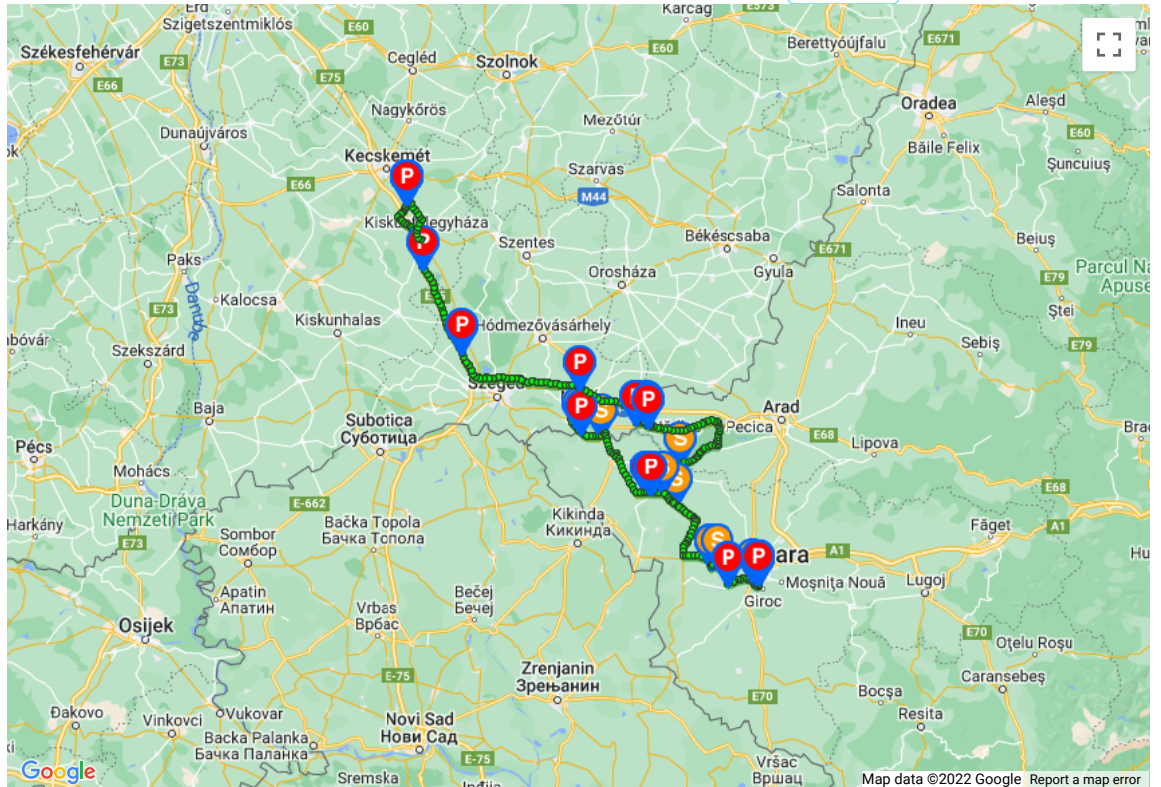 Érd
Szigetszentmiklós
Karcag
E573
E60
E671
Székesfehérvár
E73
E66
E75
Cegléd
Szolnok
E60
Berettyóújfalu
Nagykőrös
Mezőtúr
Oradea
Aleşd
E60
Dunaújváros
Băile Felix
Şuncuiuş
Kecskemét
P
E66
Szarvas
M44
Salonta
Szentes
Békéscsaba
E671
Beiuş
Gyula
Orosháza
Paks
Danube
Kalocsa
E73
E79
Parcul Na
Apuse
Ştei
Kiskunhalas
P
Hódmezővásárhely
Ineu
Sebiş
E79
Szekszárd
P
Szeged
P
P
S
P
Baja
Subotica
Суботица
Arad
Pecica
E68
Lipova
Pécs
S
Mohács
P
S
E68
Duna-Dráva
Nemzeti Park
E-662
Kikinda
Кикинда
Bačka Topola
Бачка Топола
Harkány
E73
Sombor
Сомбор
Făget
A1
S
P
P
ara
A1
Moşniţa Nouă
Lugoj
Giroc
Apatin
Апатин
Bečej
Бечеј
Vrbas
Врбас
Osijek
E70
Oţelu Roşu
Zrenjanin
Зрењанин
E-75
Caransebeş
E70
Bocşa
Reşita
Đakovo
Vinkovci
Vukovar
Novi Sad
Нови Сад
Backa Palanka
Бачка Паланка
E-75
Vršac
Вршац
Google
Sremska
Map data ©2022 Google
Report a map error